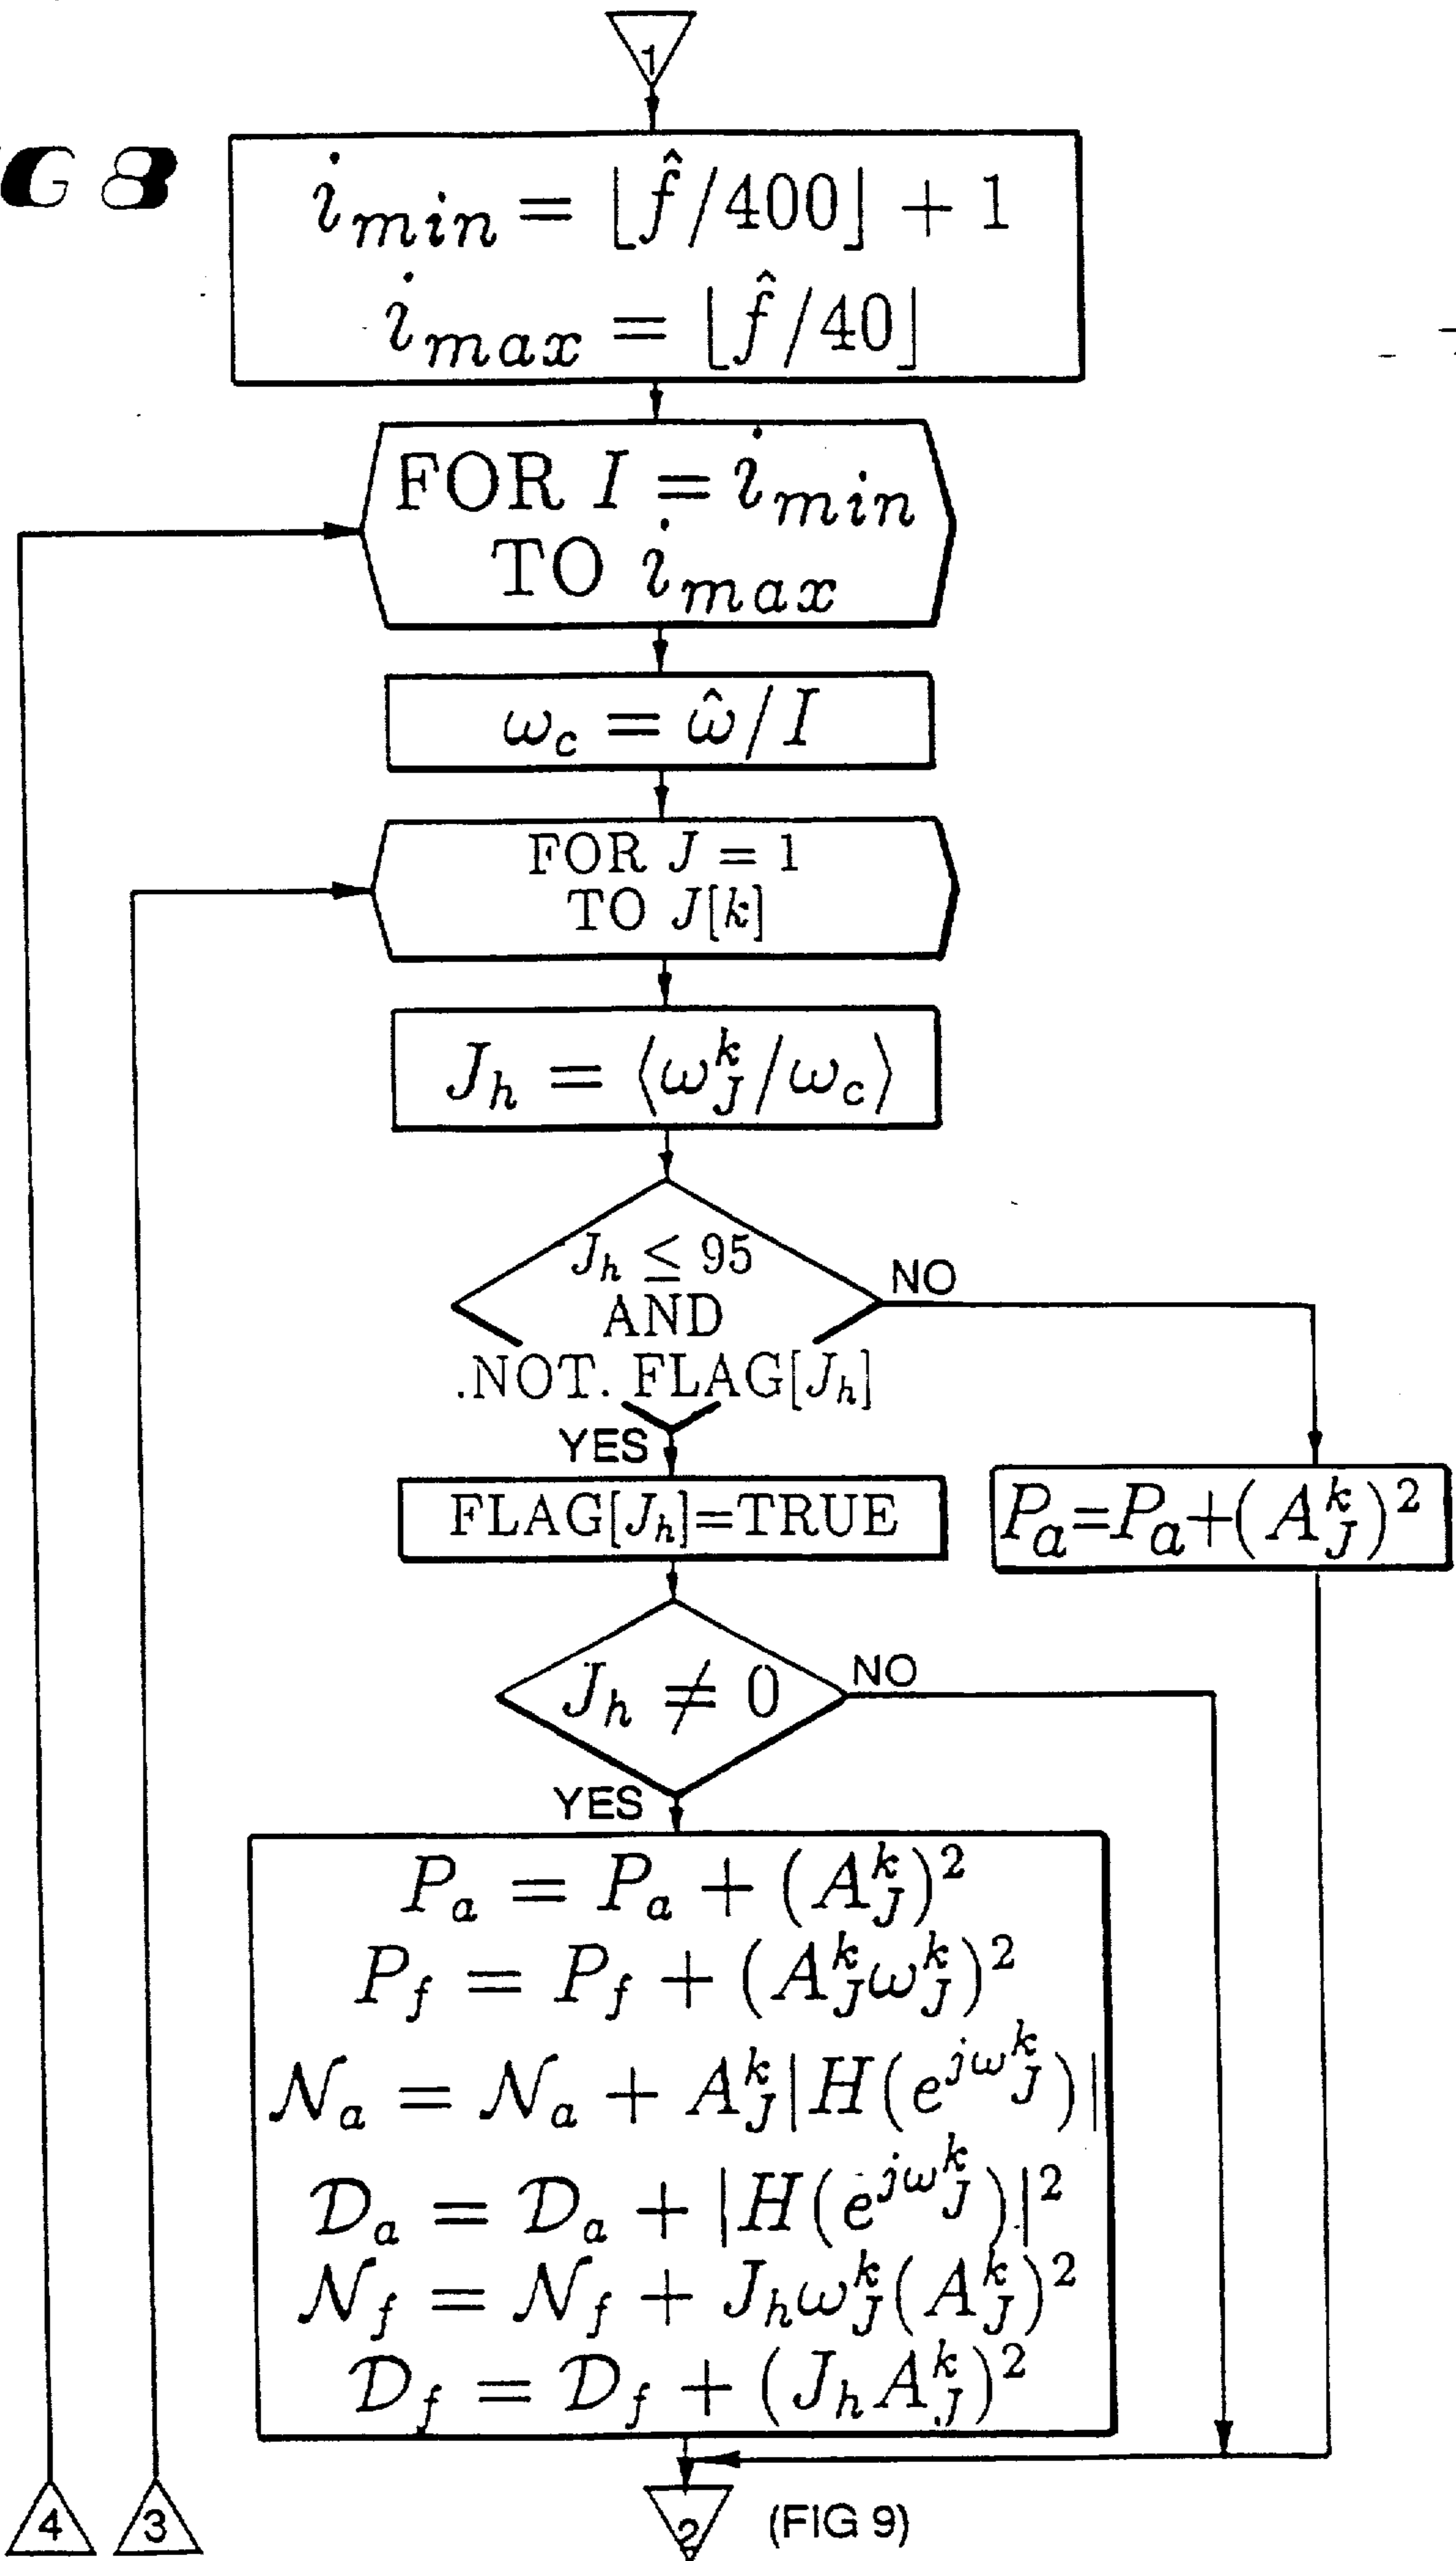 1
G 8
i_min = ⌊f̂/400⌋ + 1
i_max = ⌊f̂/40⌋
FOR I = i_min
TO i_max
ω_c = ω̂/I
FOR J = 1
TO J[k]
J_h = ⟨ω_J^k/ω_c⟩
J_h ≤ 95
AND
.NOT. FLAG[J_h]
NO
YES
FLAG[J_h]=TRUE
P_a=P_a+(A_J^k)^2
J_h ≠ 0
NO
YES
P_a = P_a + (A_J^k)^2
P_f = P_f + (A_J^k ω_J^k)^2
𝒩_a = 𝒩_a + A_J^k|H(e^{jω_J^k})|
𝒟_a = 𝒟_a + |H(e^{jω_J^k})|^2
𝒩_f = 𝒩_f + J_h ω_J^k(A_J^k)^2
𝒟_f = 𝒟_f + (J_h A_J^k)^2
4
3
2
(FIG 9)